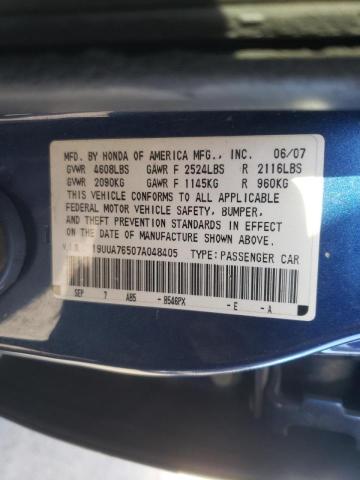 MFD. BY HONDA OF AMERICA MFG., INC. 06/07
GVWR 4608LBS GAWR F 2524LBS R 2116LBS
GVWR 2090KG GAWR F 1145KG R 960KG
THIS VEHICLE CONFORMS TO ALL APPLICABLE
FEDERAL MOTOR VEHICLE SAFETY, BUMPER,
AND THEFT PREVENTION STANDARDS IN EFFECT
ON THE DATE OF MANUFACTURE SHOWN ABOVE.
V.I.N. 19UUA76507A048405 TYPE: PASSENGER CAR
SEP 7 AB5 - B546PX - E - A